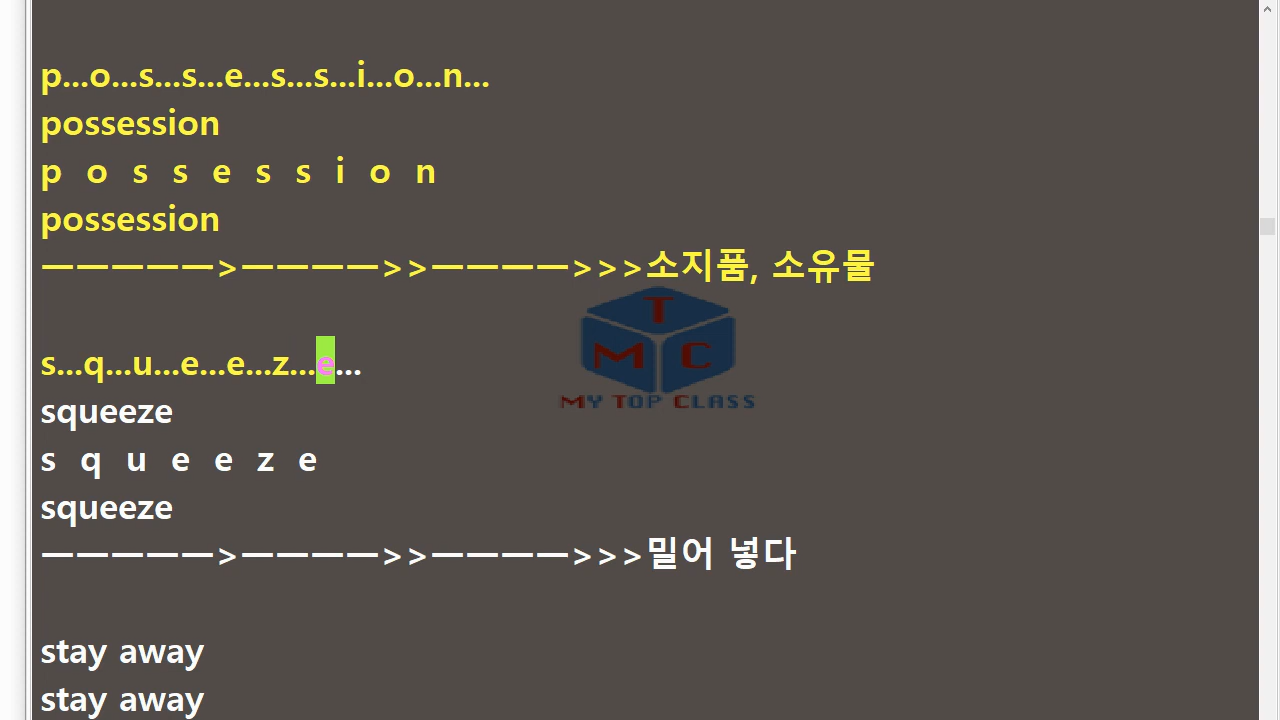 p...o...s...s...e...s...s...i...o...n...
possession
p o s s e s s i o n
possession
—————>————>>————>>>소지품, 소유물
s...q...u...e...e...z...e...
squeeze
s q u e e z e
squeeze
—————>————>>————>>>밀어 넣다
stay away
stay away
T
M C
MY TOP CLASS